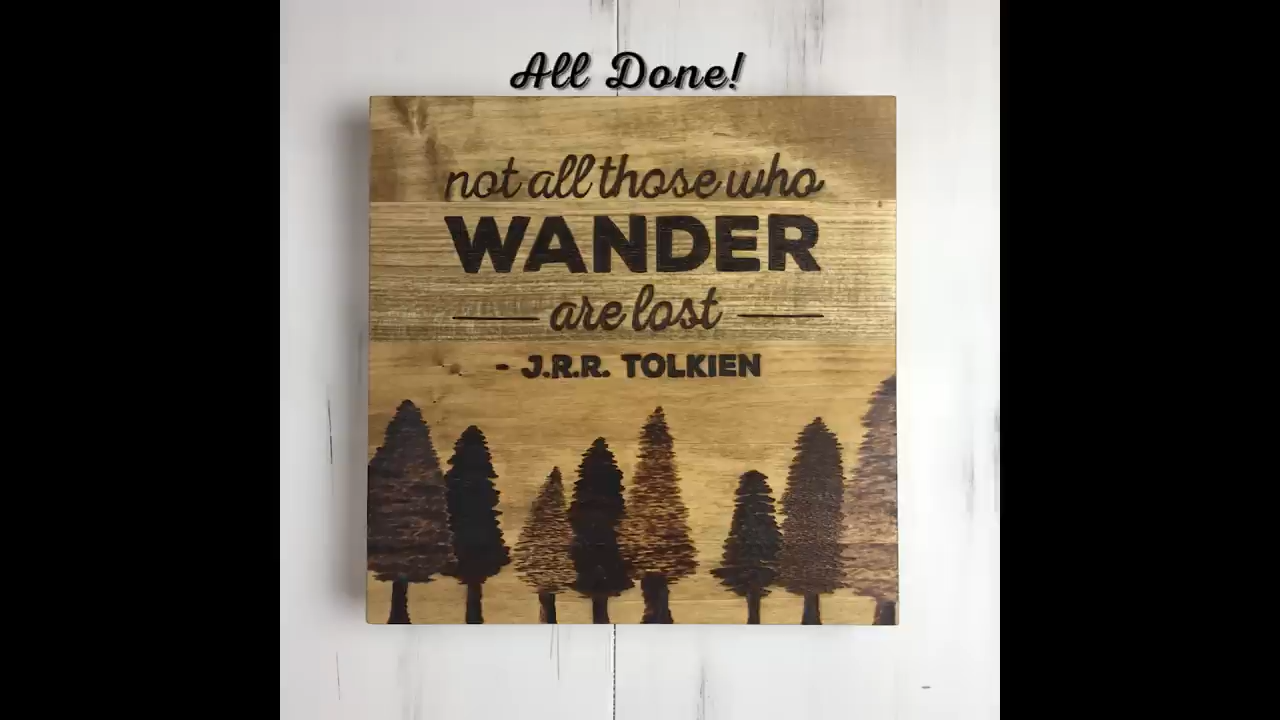 All Done!
not all those who
WANDER
are lost
- J.R.R. TOLKIEN